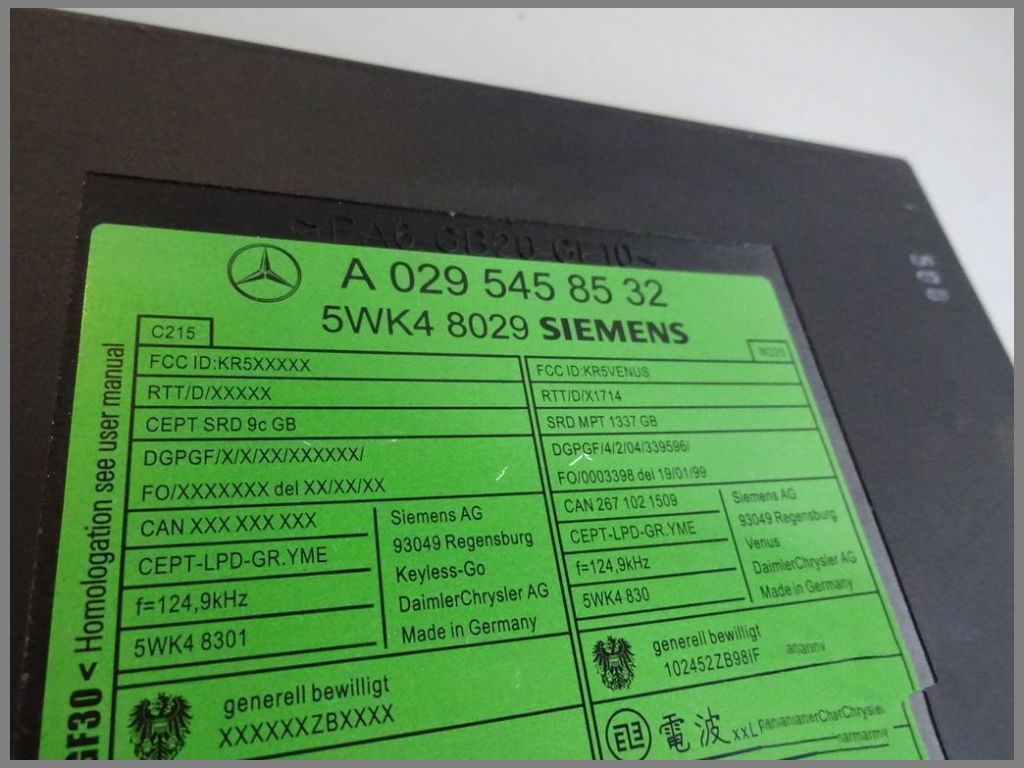 >PA6-GB20-GF10<
A 029 545 85 32
5WK4 8029 SIEMENS
C215
FCC ID:KR5XXXXX
RTT/D/XXXXX
CEPT SRD 9c GB
DGPGF/X/X/XX/XXXXXX/
FO/XXXXXXX del XX/XX/XX
CAN XXX XXX XXX
CEPT-LPD-GR.YME
f=124,9kHz
5WK4 8301
Siemens AG
93049 Regensburg
Keyless-Go
DaimlerChrysler AG
Made in Germany
generell bewilligt
XXXXXXZBXXXX
W220
FCC ID:KR5VENUS
RTT/D/X1714
SRD MPT 1337 GB
DGPGF/4/2/04/339596/
FO/0003398 del 19/01/99
CAN 267 102 1509
CEPT-LPD-GR.YME
f=124,9kHz
5WK4 830
Siemens AG
93049 Regensburg
Venus
DaimlerChrysler AG
Made in Germany
generell bewilligt
102452ZB98IF
電波
GF30 < Homologation see user manual